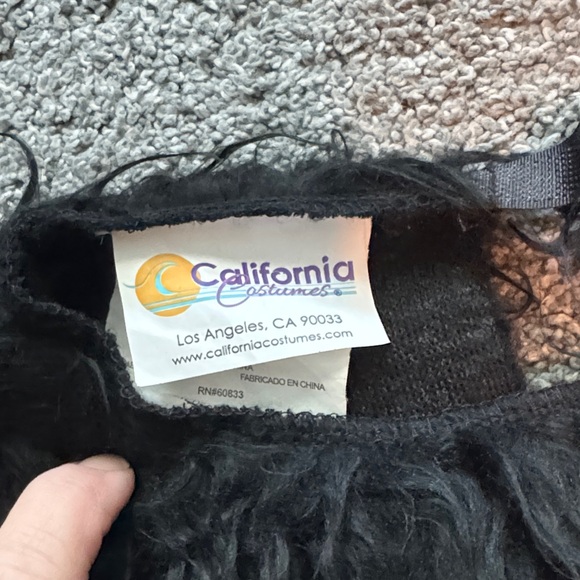 California
Costumes®
Los Angeles, CA 90033
www.californiacostumes.com
FABRICADO EN CHINA
RN#60833